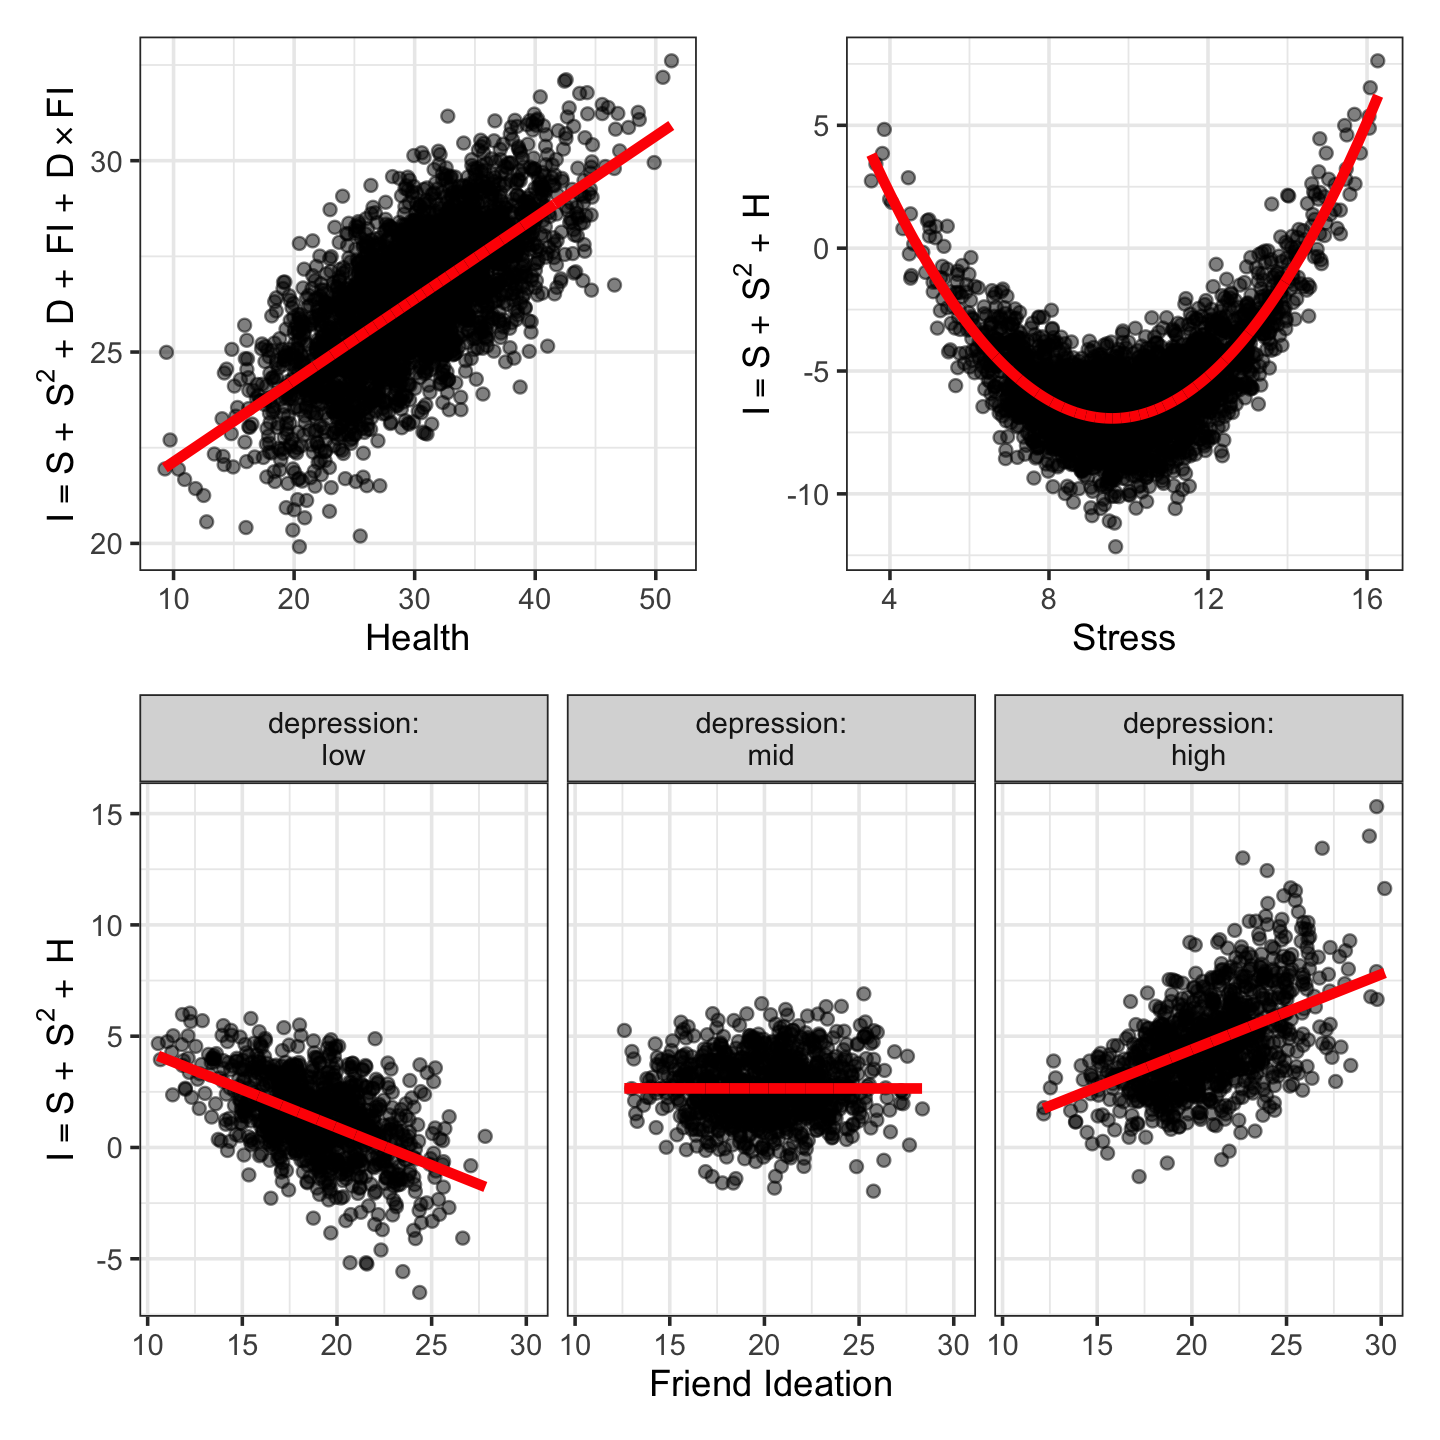 I = S + S² + D + FI + D × FI
30
25
20
10 20 30 40 50
Health
I = S + S² + H
5
0
-5
-10
4 8 12 16
Stress
depression:
low
depression:
mid
depression:
high
I = S + S² + H
15
10
5
0
-5
10 15 20 25 30
10 15 20 25 30
10 15 20 25 30
Friend Ideation